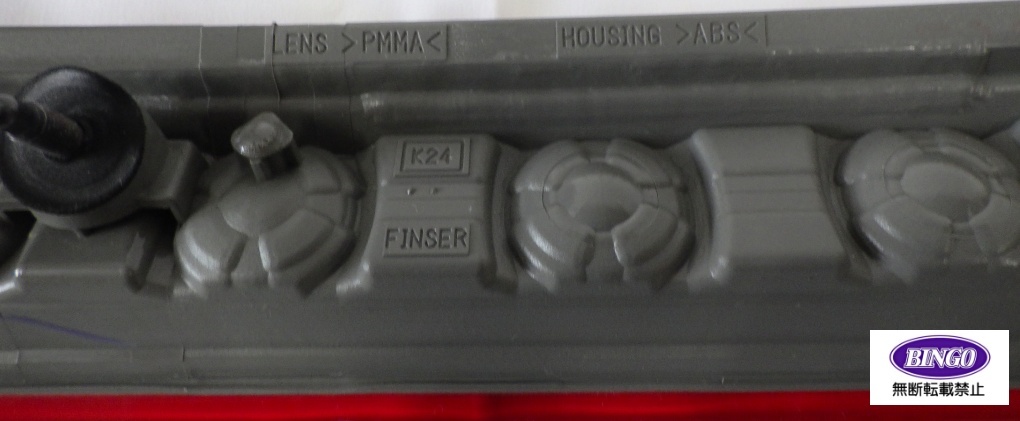 LENS >PMMA<
HOUSING >ABS<
K24
FINSER
BINGO
無断転載禁止